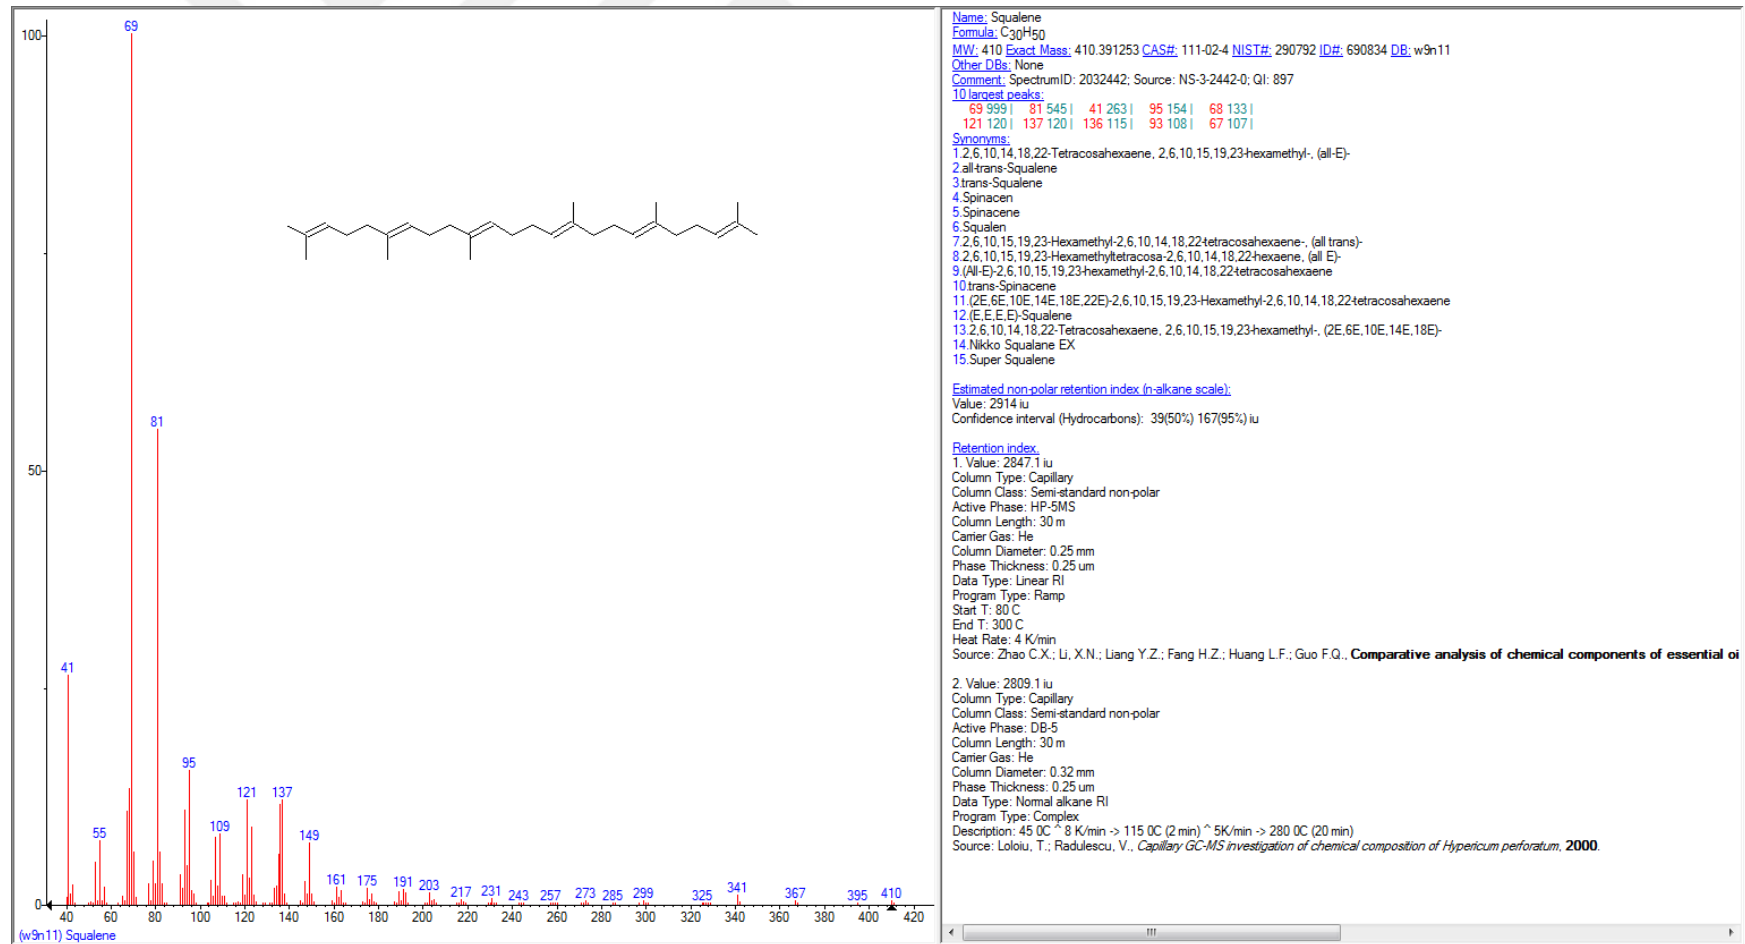 100
69
81
50
41
95
121
137
55
109
149
161
175
191
203
217
231
243
257
273
285
299
325
341
367
395
410
0
40 60 80 100 120 140 160 180 200 220 240 260 280 300 320 340 360 380 400 420
(w9n11) Squalene
Name: Squalene
Formula: C30H50
MW: 410 Exact Mass: 410.391253 CAS#: 111-02-4 NIST#: 290792 ID#: 690834 DB: w9n11
Other DBs: None
Comment: SpectrumID: 2032442; Source: NS-3-2442-0; QI: 897
10 largest peaks:
69 999 | 81 545 | 41 263 | 95 154 | 68 133 |
121 120 | 137 120 | 136 115 | 93 108 | 67 107 |
Synonyms:
1.2,6,10,14,18,22-Tetracosahexaene, 2,6,10,15,19,23-hexamethyl-, (all-E)-
2.all-trans-Squalene
3.trans-Squalene
4.Spinacen
5.Spinacene
6.Squalen
7.2,6,10,15,19,23-Hexamethyl-2,6,10,14,18,22-tetracosahexaene-, (all trans)-
8.2,6,10,15,19,23-Hexamethyltetracosa-2,6,10,14,18,22-hexaene, (all E)-
9.(All-E)-2,6,10,15,19,23-hexamethyl-2,6,10,14,18,22-tetracosahexaene
10.trans-Spinacene
11.(2E,6E,10E,14E,18E,22E)-2,6,10,15,19,23-Hexamethyl-2,6,10,14,18,22-tetracosahexaene
12.(E,E,E,E)-Squalene
13.2,6,10,14,18,22-Tetracosahexaene, 2,6,10,15,19,23-hexamethyl-, (2E,6E,10E,14E,18E)-
14.Nikko Squalane EX
15.Super Squalene
Estimated non-polar retention index (n-alkane scale):
Value: 2914 iu
Confidence interval (Hydrocarbons): 39(50%) 167(95%) iu
Retention index.
1. Value: 2847.1 iu
Column Type: Capillary
Column Class: Semi-standard non-polar
Active Phase: HP-5MS
Column Length: 30 m
Carrier Gas: He
Column Diameter: 0.25 mm
Phase Thickness: 0.25 um
Data Type: Linear RI
Program Type: Ramp
Start T: 80 C
End T: 300 C
Heat Rate: 4 K/min
Source: Zhao C.X.; Li, X.N.; Liang Y.Z.; Fang H.Z.; Huang L.F.; Guo F.Q., Comparative analysis of chemical components of essential oi
2. Value: 2809.1 iu
Column Type: Capillary
Column Class: Semi-standard non-polar
Active Phase: DB-5
Column Length: 30 m
Carrier Gas: He
Column Diameter: 0.32 mm
Phase Thickness: 0.25 um
Data Type: Normal alkane RI
Program Type: Complex
Description: 45 0C ^ 8 K/min -> 115 0C (2 min) ^ 5K/min -> 280 0C (20 min)
Source: Loloiu, T.; Radulescu, V., Capillary GC-MS investigation of chemical composition of Hypericum perforatum, 2000.